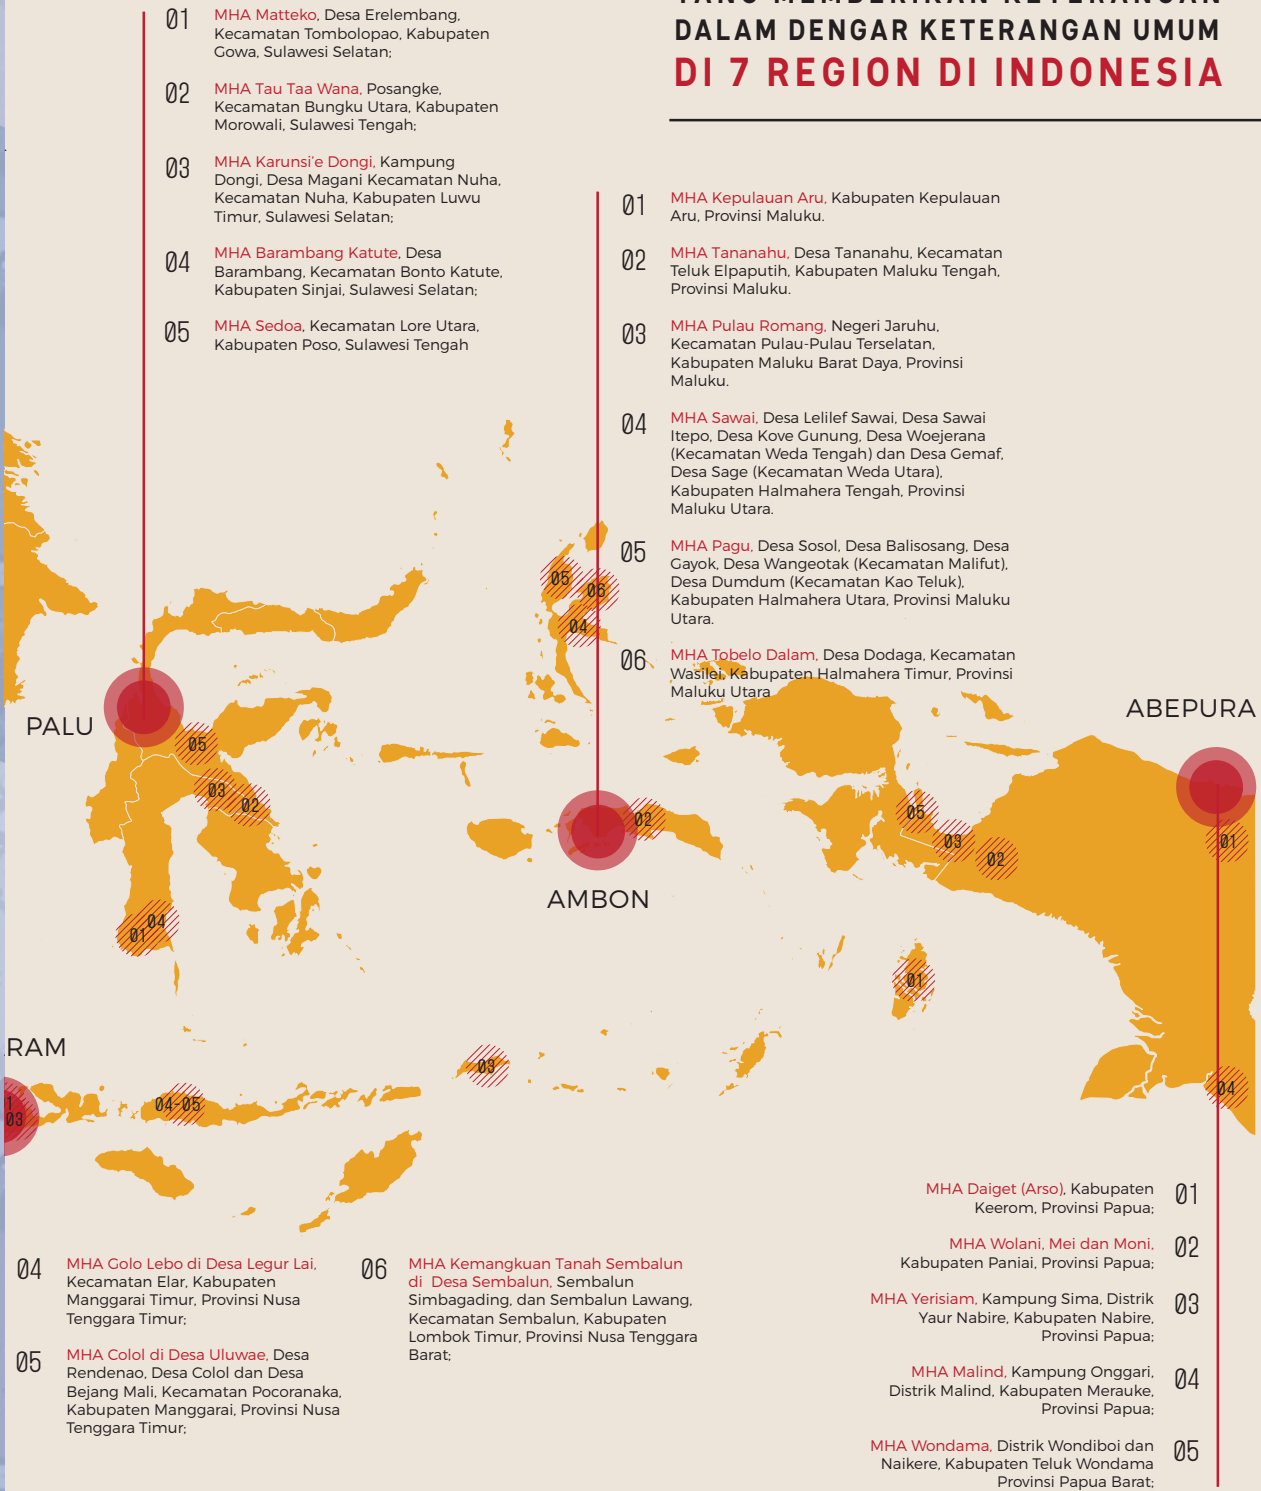 DALAM DENGAR KETERANGAN UMUM
DI 7 REGION DI INDONESIA
01
MHA Matteko, Desa Erelembang,
Kecamatan Tombolopao, Kabupaten
Gowa, Sulawesi Selatan;
02
MHA Tau Taa Wana, Posangke,
Kecamatan Bungku Utara, Kabupaten
Morowali, Sulawesi Tengah;
03
MHA Karunsi'e Dongi, Kampung
Dongi, Desa Magani Kecamatan Nuha,
Kecamatan Nuha, Kabupaten Luwu
Timur, Sulawesi Selatan;
04
MHA Barambang Katute, Desa
Barambang, Kecamatan Bonto Katute,
Kabupaten Sinjai, Sulawesi Selatan;
05
MHA Sedoa, Kecamatan Lore Utara,
Kabupaten Poso, Sulawesi Tengah
01
MHA Kepulauan Aru, Kabupaten Kepulauan
Aru, Provinsi Maluku.
02
MHA Tananahu, Desa Tananahu, Kecamatan
Teluk Elpaputih, Kabupaten Maluku Tengah,
Provinsi Maluku.
03
MHA Pulau Romang, Negeri Jaruhu,
Kecamatan Pulau-Pulau Terselatan,
Kabupaten Maluku Barat Daya, Provinsi
Maluku.
04
MHA Sawai, Desa Lelilef Sawai, Desa Sawai
Itepo, Desa Kove Gunung, Desa Woejerana
(Kecamatan Weda Tengah) dan Desa Gemaf,
Desa Sage (Kecamatan Weda Utara),
Kabupaten Halmahera Tengah, Provinsi
Maluku Utara.
05
MHA Pagu, Desa Sosol, Desa Balisosang, Desa
Gayok, Desa Wangeotak (Kecamatan Malifut),
Desa Dumdum (Kecamatan Kao Teluk),
Kabupaten Halmahera Utara, Provinsi Maluku
Utara.
06
MHA Tobelo Dalam, Desa Dodaga, Kecamatan
Wasilei, Kabupaten Halmahera Timur, Provinsi
Maluku Utara
05
06
04
PALU
05
03
02
04
01
02
AMBON
ABEPURA
05
03
02
01
01
04
RAM
1
03
04-05
03
04
MHA Golo Lebo di Desa Legur Lai,
Kecamatan Elar, Kabupaten
Manggarai Timur, Provinsi Nusa
Tenggara Timur;
05
MHA Colol di Desa Uluwae, Desa
Rendenao, Desa Colol dan Desa
Bejang Mali, Kecamatan Pocoranaka,
Kabupaten Manggarai, Provinsi Nusa
Tenggara Timur;
06
MHA Kemangkuan Tanah Sembalun
di Desa Sembalun, Sembalun
Simbagading, dan Sembalun Lawang,
Kecamatan Sembalun, Kabupaten
Lombok Timur, Provinsi Nusa Tenggara
Barat;
MHA Daiget (Arso), Kabupaten
Keerom, Provinsi Papua;
01
MHA Wolani, Mei dan Moni,
Kabupaten Paniai, Provinsi Papua;
02
MHA Yerisiam, Kampung Sima, Distrik
Yaur Nabire, Kabupaten Nabire,
Provinsi Papua;
03
MHA Malind, Kampung Onggari,
Distrik Malind, Kabupaten Merauke,
Provinsi Papua;
04
MHA Wondama, Distrik Wondiboi dan
Naikere, Kabupaten Teluk Wondama
Provinsi Papua Barat;
05